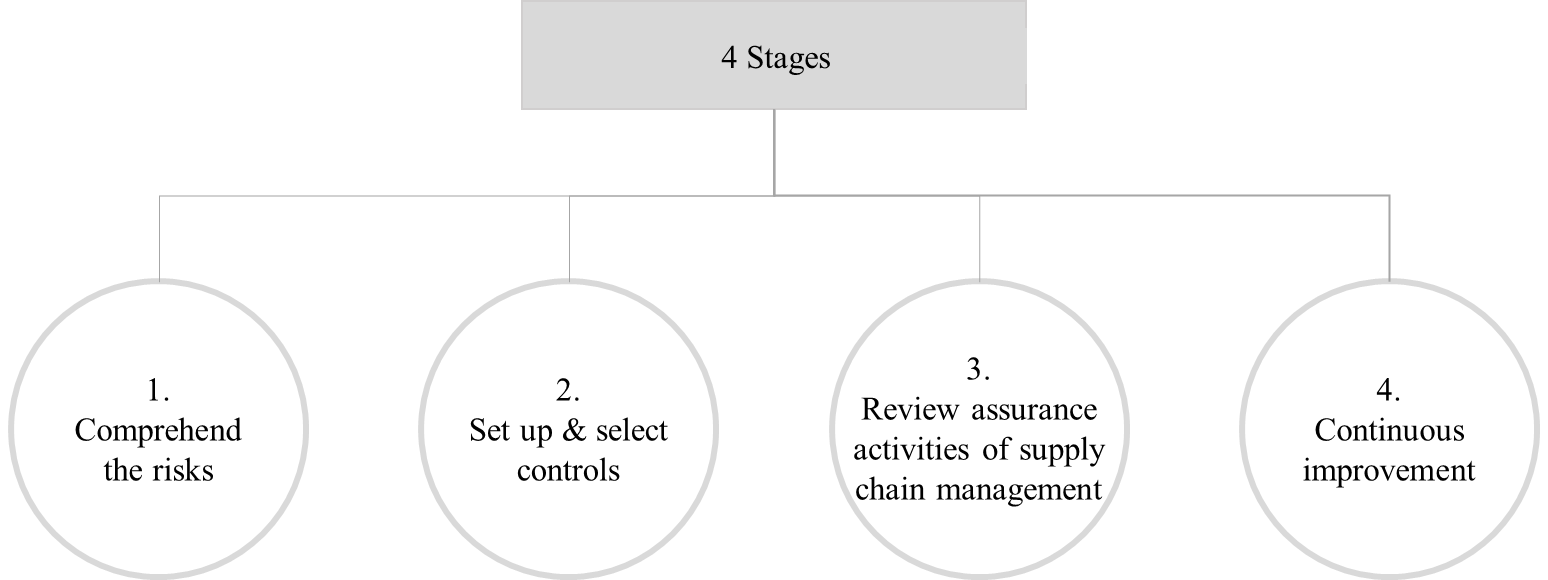 4 Stages
1.
Comprehend
the risks
2.
Set up & select
controls
3.
Review assurance
activities of supply
chain management
4.
Continuous
improvement